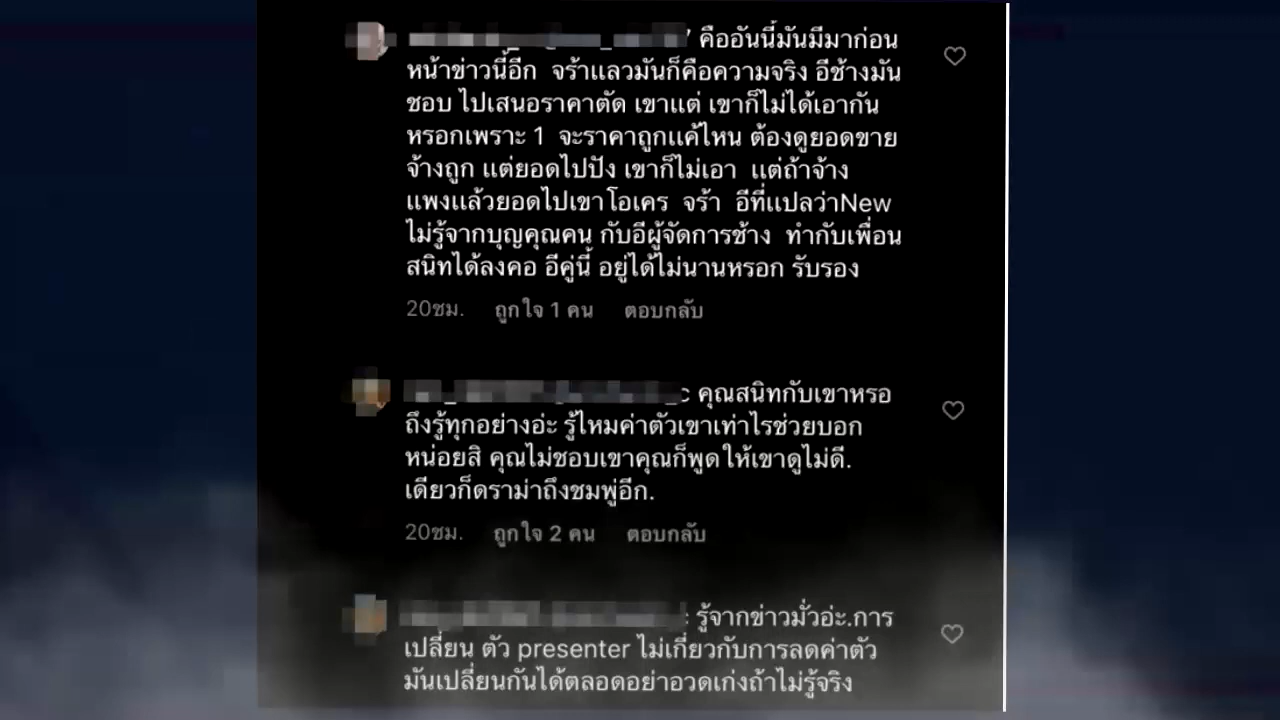 คืออันนี้มันมีมาก่อน
หน้าข่าวนี้อีก จร้าแลวมันก็คือความจริง อีช้างมัน
ชอบ ไปเสนอราคาตัด เขาแต่ เขาก็ไม่ได้เอากัน
หรอกเพราะ 1 จะราคาถูกแค้ไหน ต้องดูยอดขาย
จ้างถูก แต่ยอดไปปัง เขาก็ไม่เอา แต่ถ้าจ้าง
แพงแล้วยอดไปเขาโอเคร จร้า อีที่แปลว่าNew
ไม่รู้จากบุญคุณคน กับอีผู้จัดการช้าง ทำกับเพื่อน
สนิทได้ลงคอ อีคู่นี้ อยู่ได้ไม่นานหรอก รับรอง
20ชม. ถูกใจ 1 คน ตอบกลับ
คุณสนิทกับเขาหรอ
ถึงรู้ทุกอย่างอ่ะ รู้ไหมค่าตัวเขาเท่าไรช่วยบอก
หน่อยสิ คุณไม่ชอบเขาคุณก็พูดให้เขาดูไม่ดี.
เดียวก็ดราม่าถึงชมพู่อีก.
20ชม. ถูกใจ 2 คน ตอบกลับ
รู้จากข่าวมั่วอ่ะ.การ
เปลี่ยน ตัว presenter ไม่เกี่ยวกับการลดค่าตัว
มันเปลี่ยนกันได้ตลอดอย่าอวดเก่งถ้าไม่รู้จริง